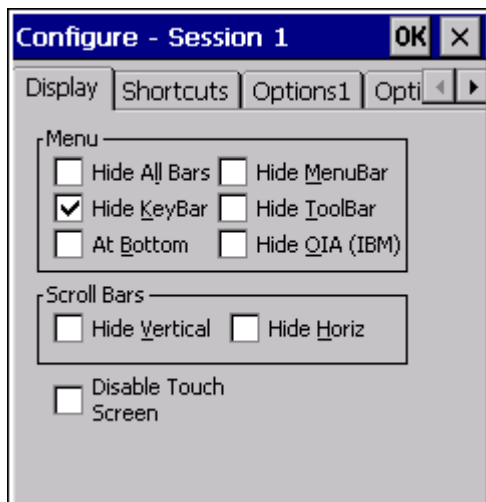 Configure - Session 1 OK
Display Shortcuts Options1 Opti
Menu
Hide All Bars Hide MenuBar
Hide KeyBar Hide ToolBar
At Bottom Hide OIA (IBM)
Scroll Bars
Hide Vertical Hide Horiz
Disable Touch
Screen